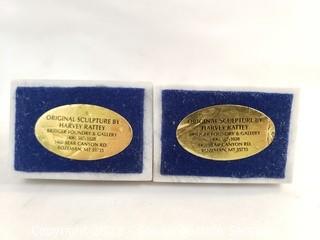 ORIGINAL SCULPTURE BY
HARVEY RATTEY
BRIDGER FOUNDRY & GALLERY
BEAR CANYON RD.
BOZEMAN, MT 59715
ORIGINAL SCULPTURE BY
HARVEY RATTEY
BRIDGER FOUNDRY & GALLERY
BEAR CANYON RD.
BOZEMAN, MT 59715